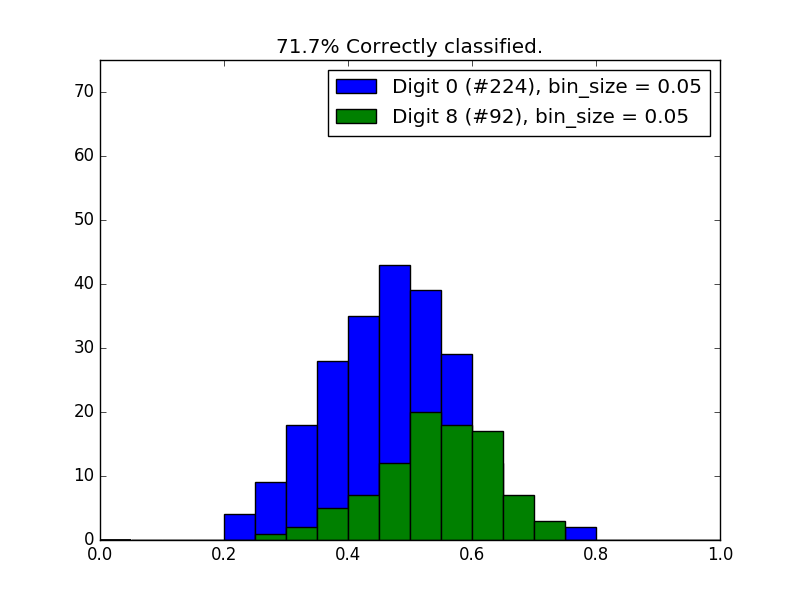 71.7% Correctly classified.
Digit 0 (#224), bin_size = 0.05
Digit 8 (#92), bin_size = 0.05
70
60
50
40
30
20
10
0
0.0 0.2 0.4 0.6 0.8 1.0